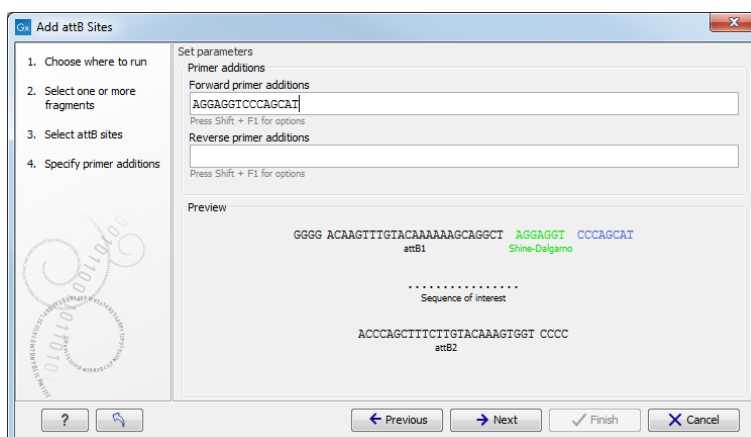 Gx Add attB Sites
X
1. Choose where to run
2. Select one or more
fragments
3. Select attB sites
4. Specify primer additions
Set parameters
Primer additions
Forward primer additions
AGGAGGTCCCAGCAT
Press Shift + F1 for options
Reverse primer additions
Press Shift + F1 for options
Preview
GGGG ACAAGTTTGTACAAAAAAGCAGGCT AGGAGGT CCCAGCAT
attB1 Shine-Dalgarno
................
Sequence of interest
ACCCAGCTTTCTTGTACAAAGTGGT CCCC
attB2
? Previous Next Finish Cancel